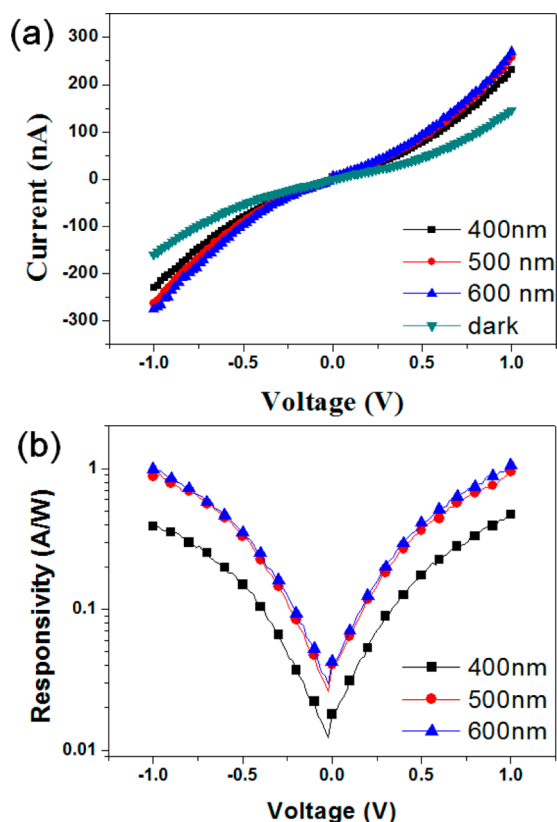 (a)
300
200
100
0
-100
-200
-300
Current (nA)
400nm
500 nm
600 nm
dark
-1.0 -0.5 0.0 0.5 1.0
Voltage (V)
(b)
1
0.1
0.01
Responsivity (A/W)
400nm
500nm
600nm
-1.0 -0.5 0.0 0.5 1.0
Voltage (V)